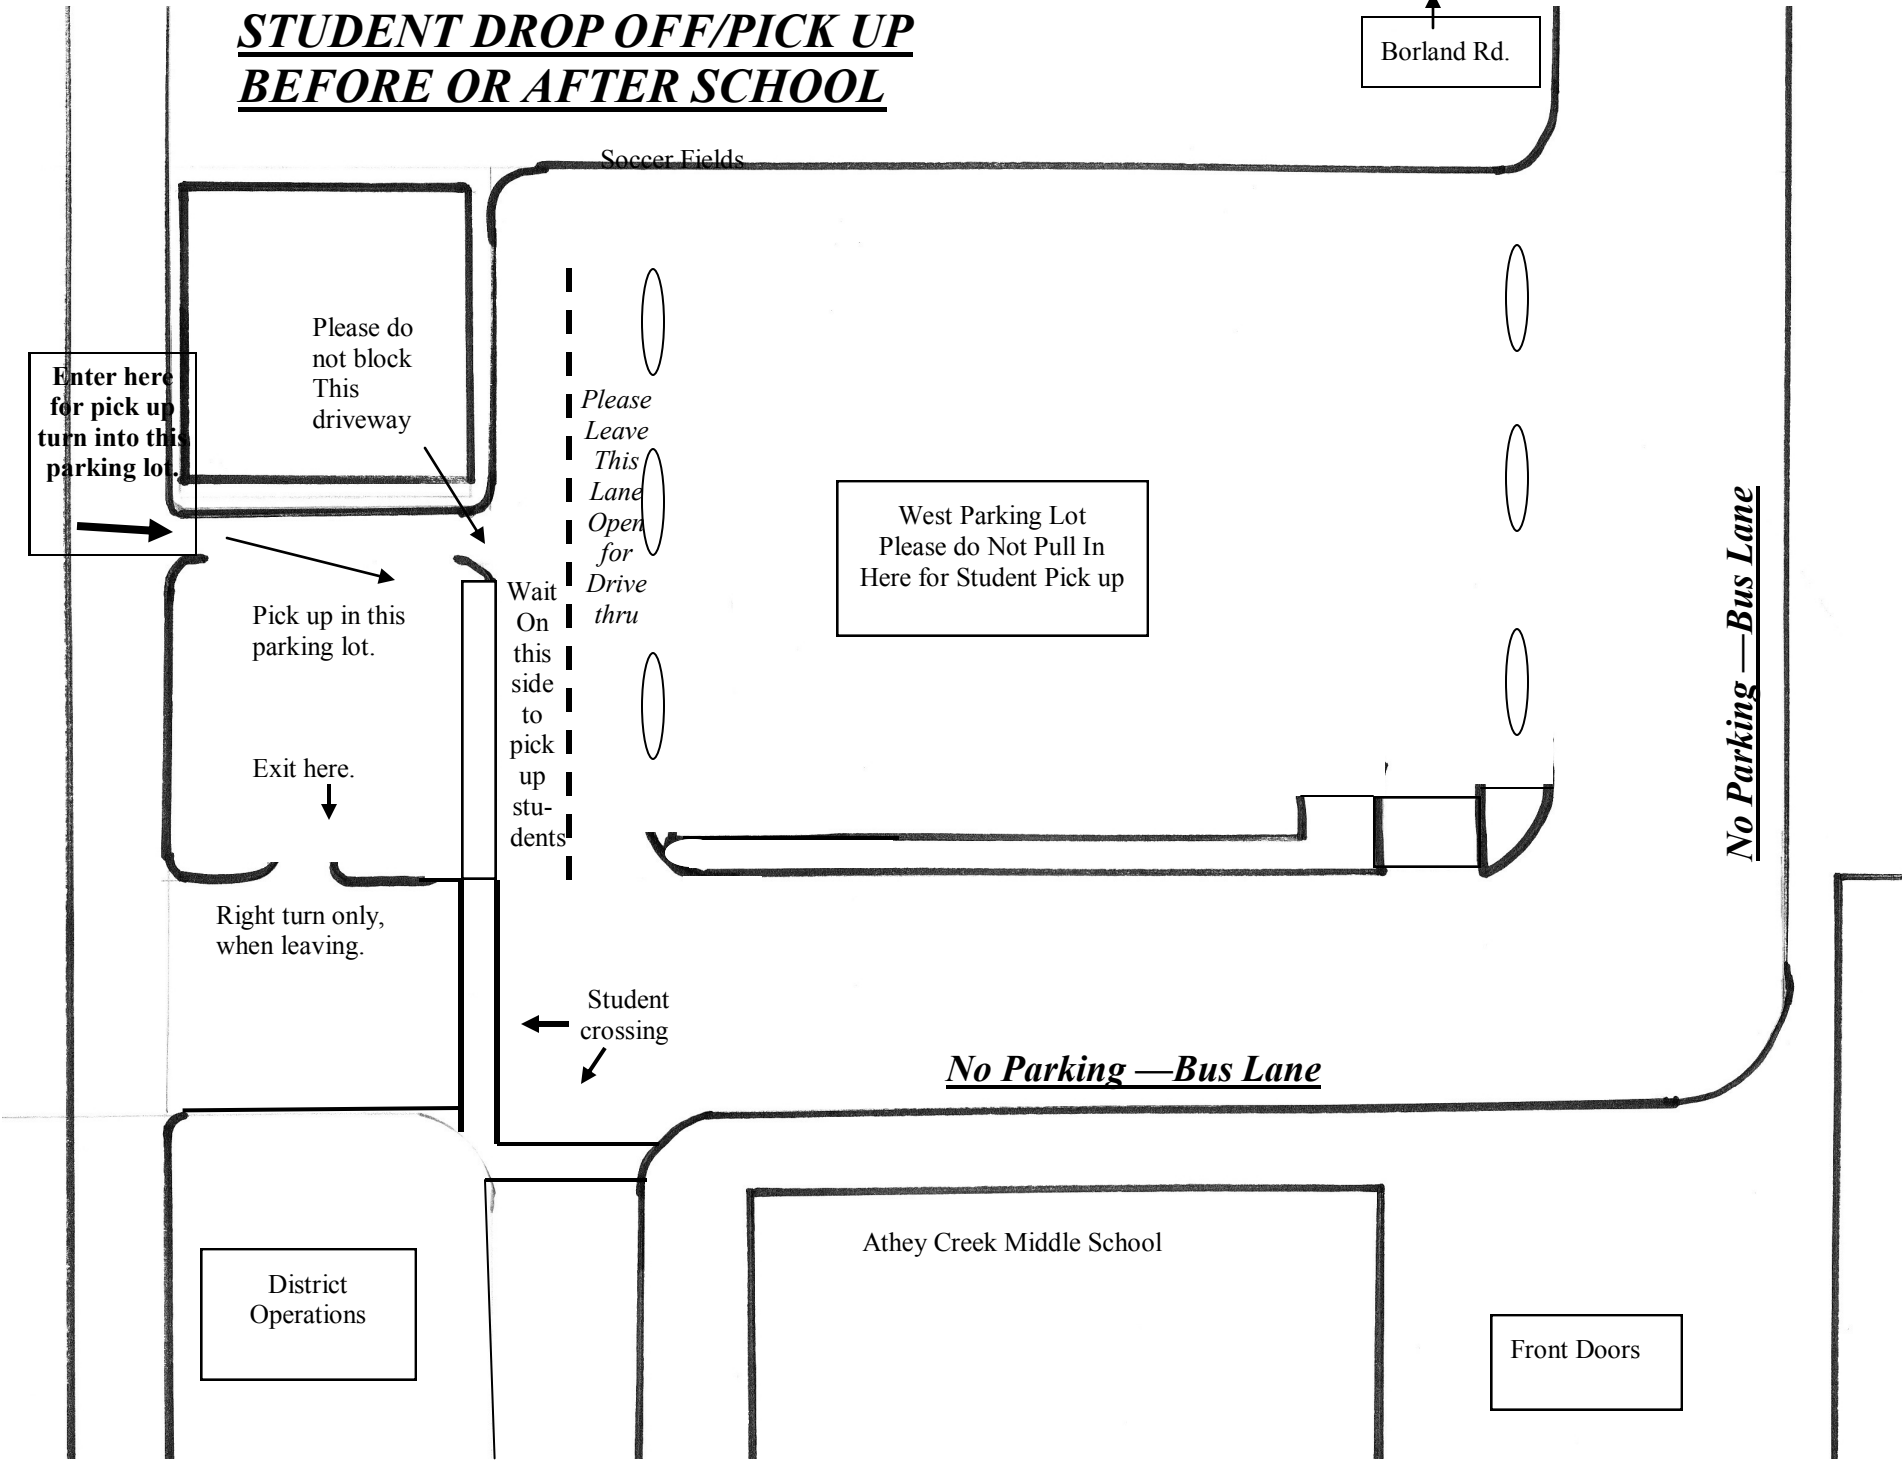 STUDENT DROP OFF/PICK UP
BEFORE OR AFTER SCHOOL
Borland Rd.
Soccer Fields
Please do
not block
This
driveway
Enter here
for pick up
turn into this
parking lot.
Please
Leave
This
Lane
Open
for
Drive
thru
West Parking Lot
Please do Not Pull In
Here for Student Pick up
Wait
On
this
side
to
pick
up
stu-
dents
Pick up in this
parking lot.
No Parking —Bus Lane
Exit here.
Right turn only,
when leaving.
Student
crossing
No Parking —Bus Lane
Athey Creek Middle School
District
Operations
Front Doors